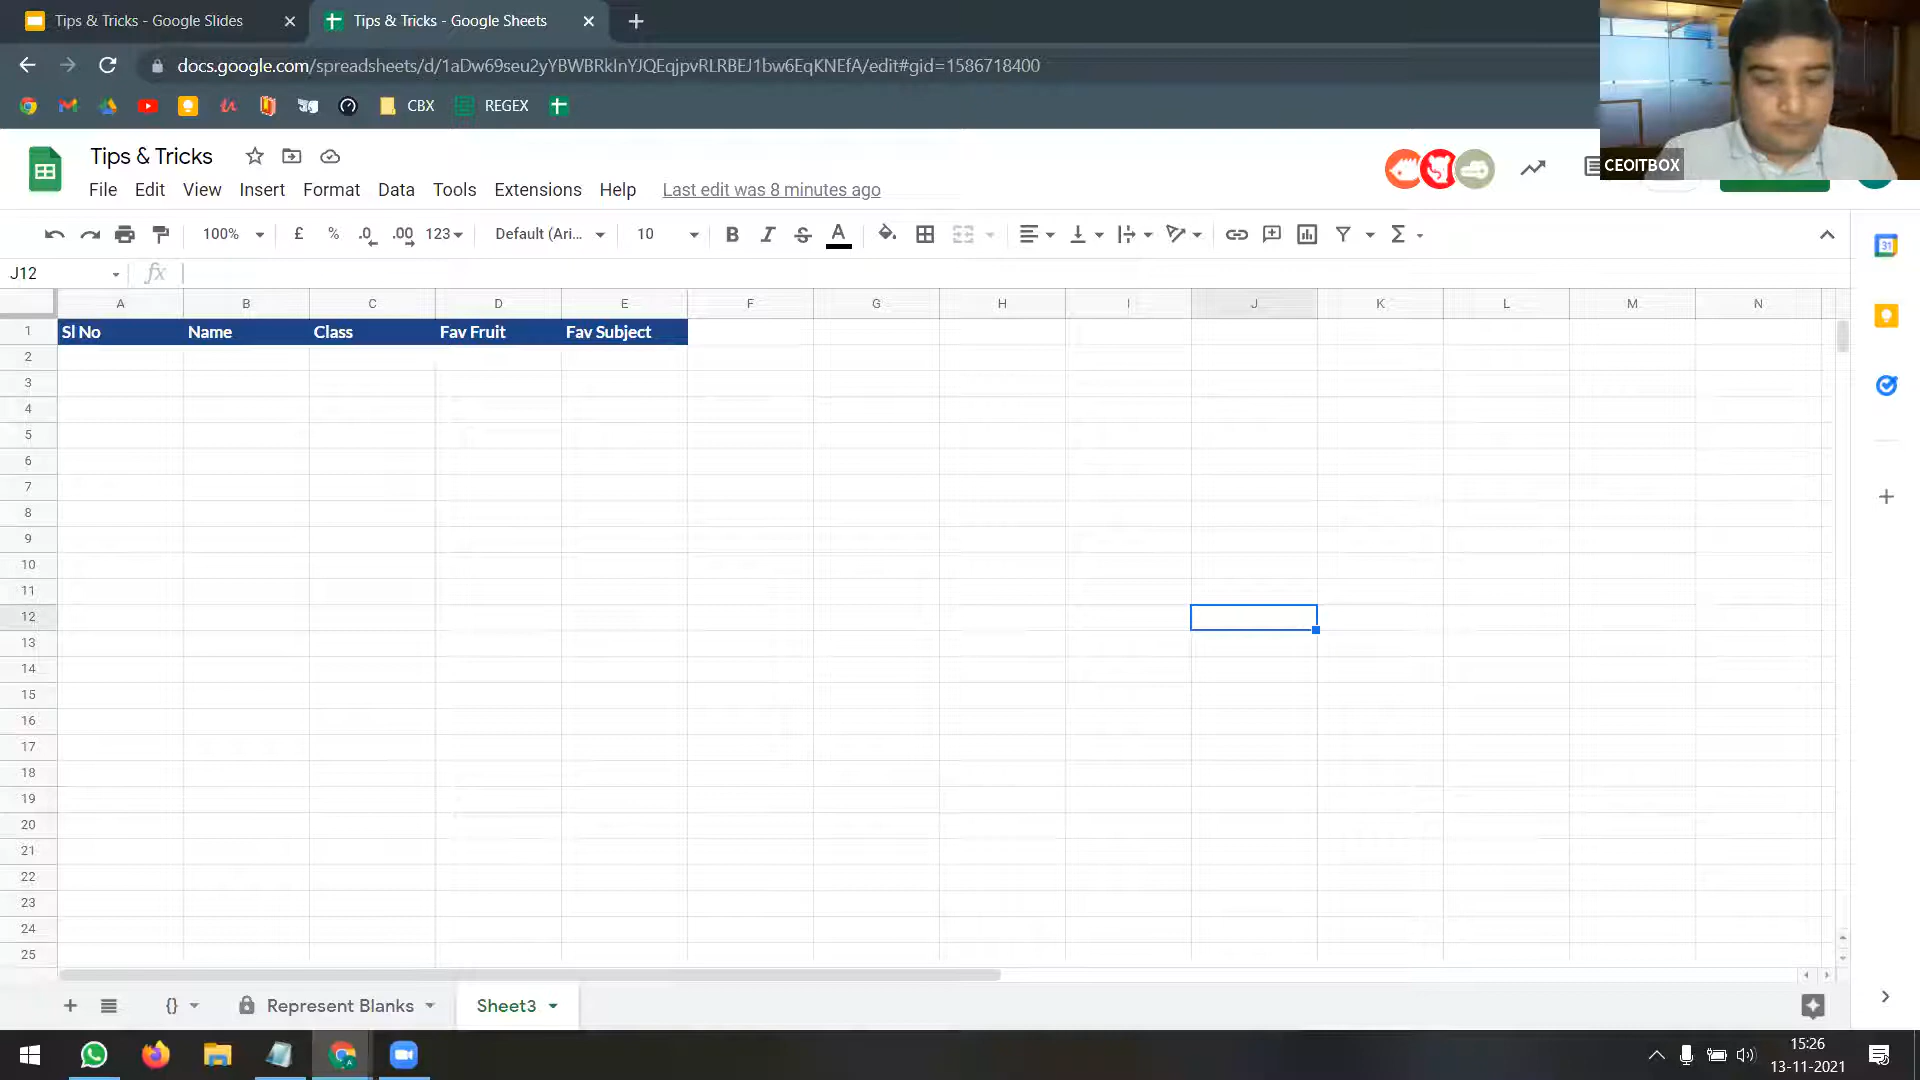 Tips & Tricks - Google Slides
Tips & Tricks - Google Sheets
docs.google.com/spreadsheets/d/1aDw69seu2yYBWBRkInYJQEqjpvRLRBEJ1bw6EqKNEfA/edit#gid=1586718400
CBX
REGEX
CEOITBOX
Tips & Tricks
File Edit View Insert Format Data Tools Extensions Help Last edit was 8 minutes ago
100% £ % .0 .00 123 Default (Ari... 10 B I S A Σ
31
J12 fx
A B C D E F G H I J K L M N
1 Sl No Name Class Fav Fruit Fav Subject
2
3
4
5
6
7
8
9
10
11
12
13
14
15
16
17
18
19
20
21
22
23
24
25
{} Represent Blanks Sheet3
15:26
13-11-2021